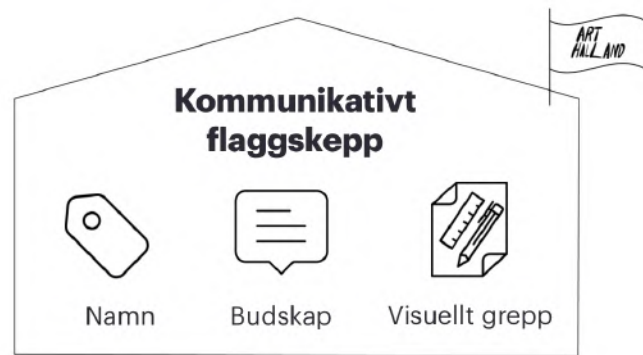 ART
HALLAND
Kommunikativt
flaggskepp
Namn
Budskap
Visuellt grepp